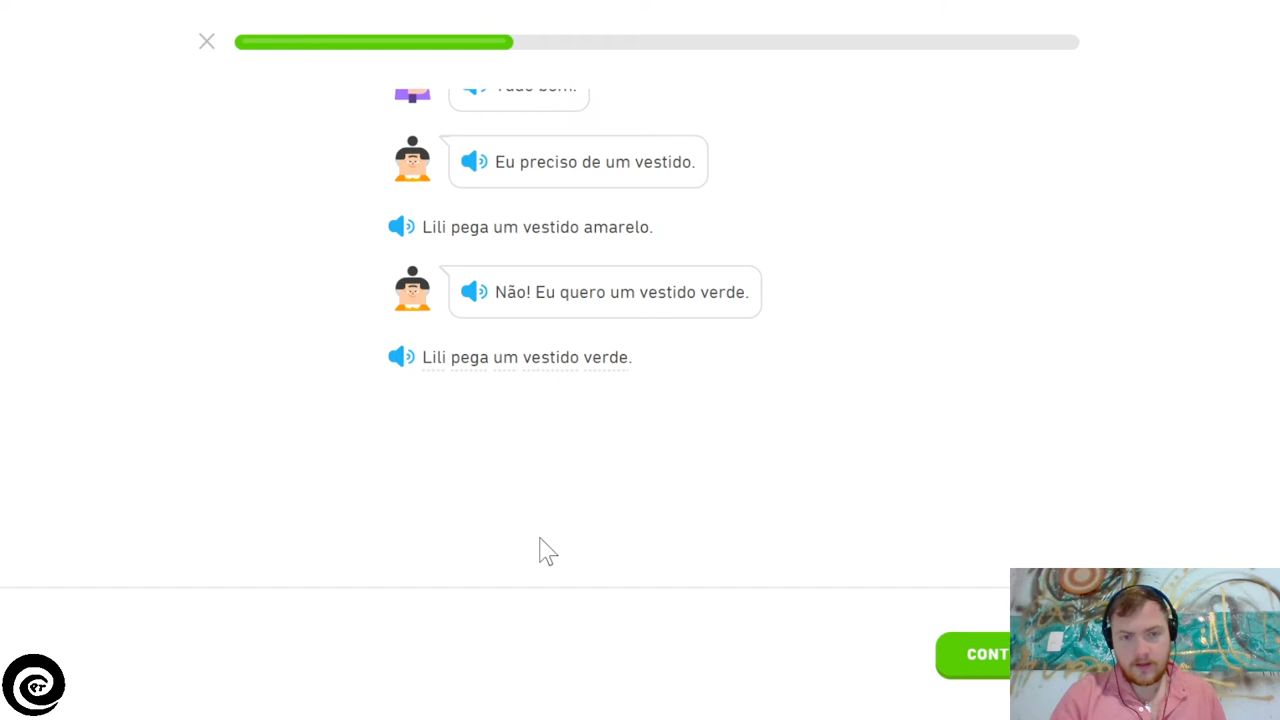 Eu preciso de um vestido.
Lili pega um vestido amarelo.
Não! Eu quero um vestido verde.
Lili pega um vestido verde.
CONT